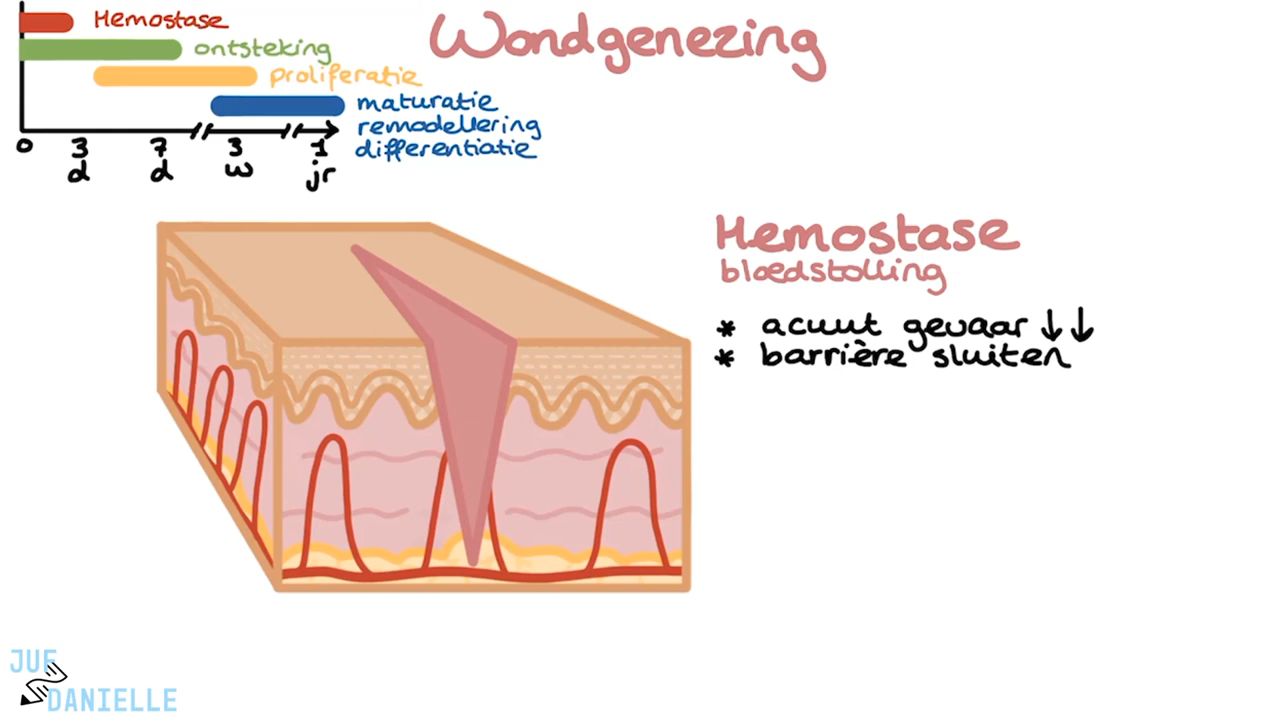 Wondgenezing
Hemostase
ontsteking
proliferatie
maturatie
remodellering
differentiatie
0 3 7 3 1
d d w jr
Hemostase
bloedstolling
* acuut gevaar ↓↓
* barrière sluiten
JUF
DANIELLE